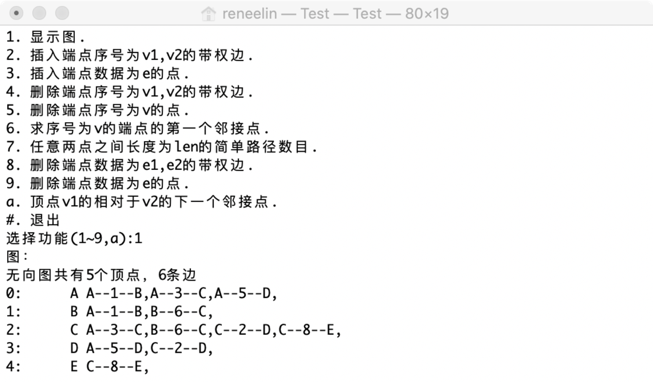 reneelin — Test — Test — 80×19
1. 显示图.
2. 插入端点序号为v1,v2的带权边.
3. 插入端点数据为e的点.
4. 删除端点序号为v1,v2的带权边.
5. 删除端点序号为v的点.
6. 求序号为v的端点的第一个邻接点.
7. 任意两点之间长度为len的简单路径数目.
8. 删除端点数据为e1,e2的带权边.
9. 删除端点数据为e的点.
a. 顶点v1的相对于v2的下一个邻接点.
#. 退出
选择功能(1~9,a):1
图:
无向图共有5个顶点, 6条边
0:      A A--1--B,A--3--C,A--5--D,
1:      B A--1--B,B--6--C,
2:      C A--3--C,B--6--C,C--2--D,C--8--E,
3:      D A--5--D,C--2--D,
4:      E C--8--E,